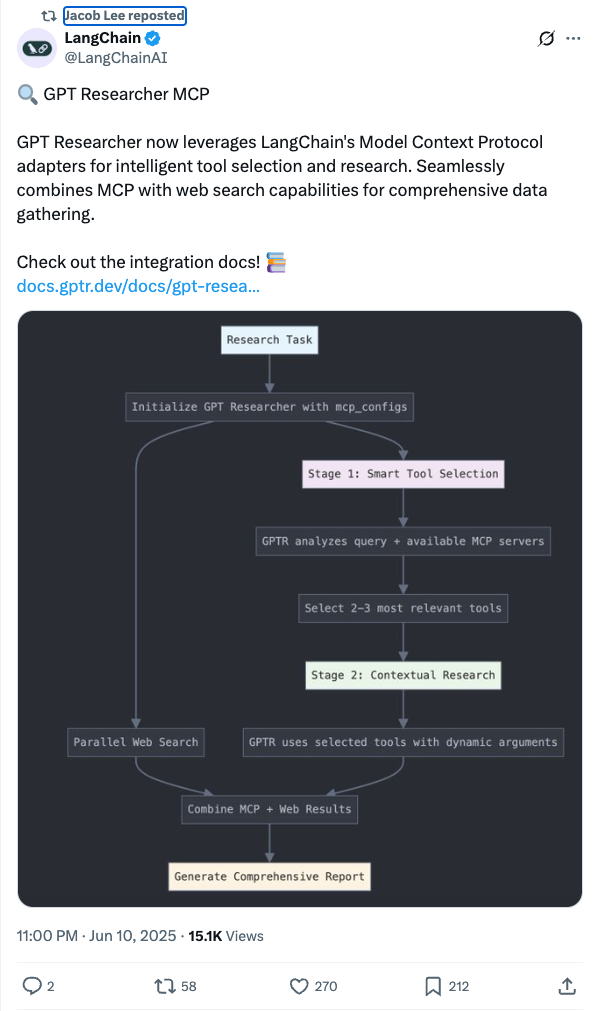 Jacob Lee reposted
LangChain
@LangChainAI
🔍 GPT Researcher MCP
GPT Researcher now leverages LangChain's Model Context Protocol
adapters for intelligent tool selection and research. Seamlessly
combines MCP with web search capabilities for comprehensive data
gathering.
Check out the integration docs! 📚
docs.gptr.dev/docs/gpt-resea...
Research Task
Initialize GPT Researcher with mcp_configs
Stage 1: Smart Tool Selection
GPTR analyzes query + available MCP servers
Select 2-3 most relevant tools
Stage 2: Contextual Research
Parallel Web Search
GPTR uses selected tools with dynamic arguments
Combine MCP + Web Results
Generate Comprehensive Report
11:00 PM · Jun 10, 2025 · 15.1K Views
2 58 270 212